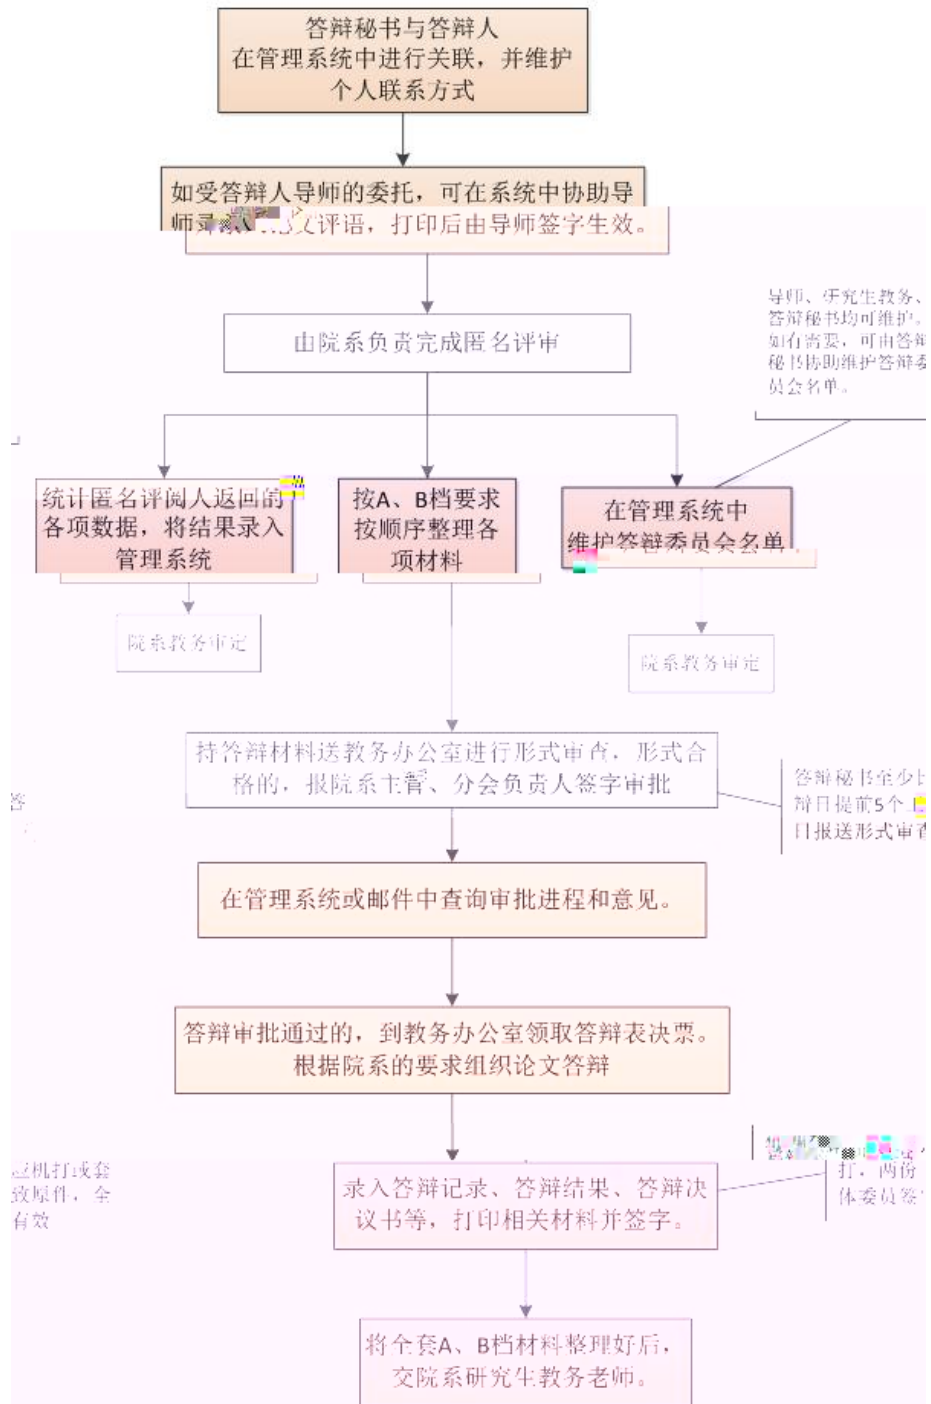 答辩秘书与答辩人
在管理系统中进行关联，并维护
个人联系方式
如受答辩人导师的委托，可在系统中协助导
师
文评语，打印后由导师签字生效。
由院系负责完成匿名评审
导师、研究生教务、
答辩秘书均可维护。
如有需要，可由答辩
秘书协助维护答辩委
员会名单。
统计匿名评阅人返回的
各项数据，将结果录入
管理系统
按A、B档要求
按顺序整理各
项材料
在管理系统中
维护答辩委员会名单
院系教务审定
院系教务审定
持答辩材料送教务办公室进行形式审查，形式合
格的，报院系主管、分会负责人签字审批
答辩秘书至少
辩日提前5个
日报送形式审查
答
在管理系统或邮件中查询审批进程和意见。
答辩审批通过的，到教务办公室领取答辩表决票。
根据院系的要求组织论文答辩
机打或套
原件，全
有效
录入答辩记录、答辩结果、答辩决
议书等，打印相关材料并签字。
打，两份
体委员签
将全套A、B档材料整理好后，
交院系研究生教务老师。